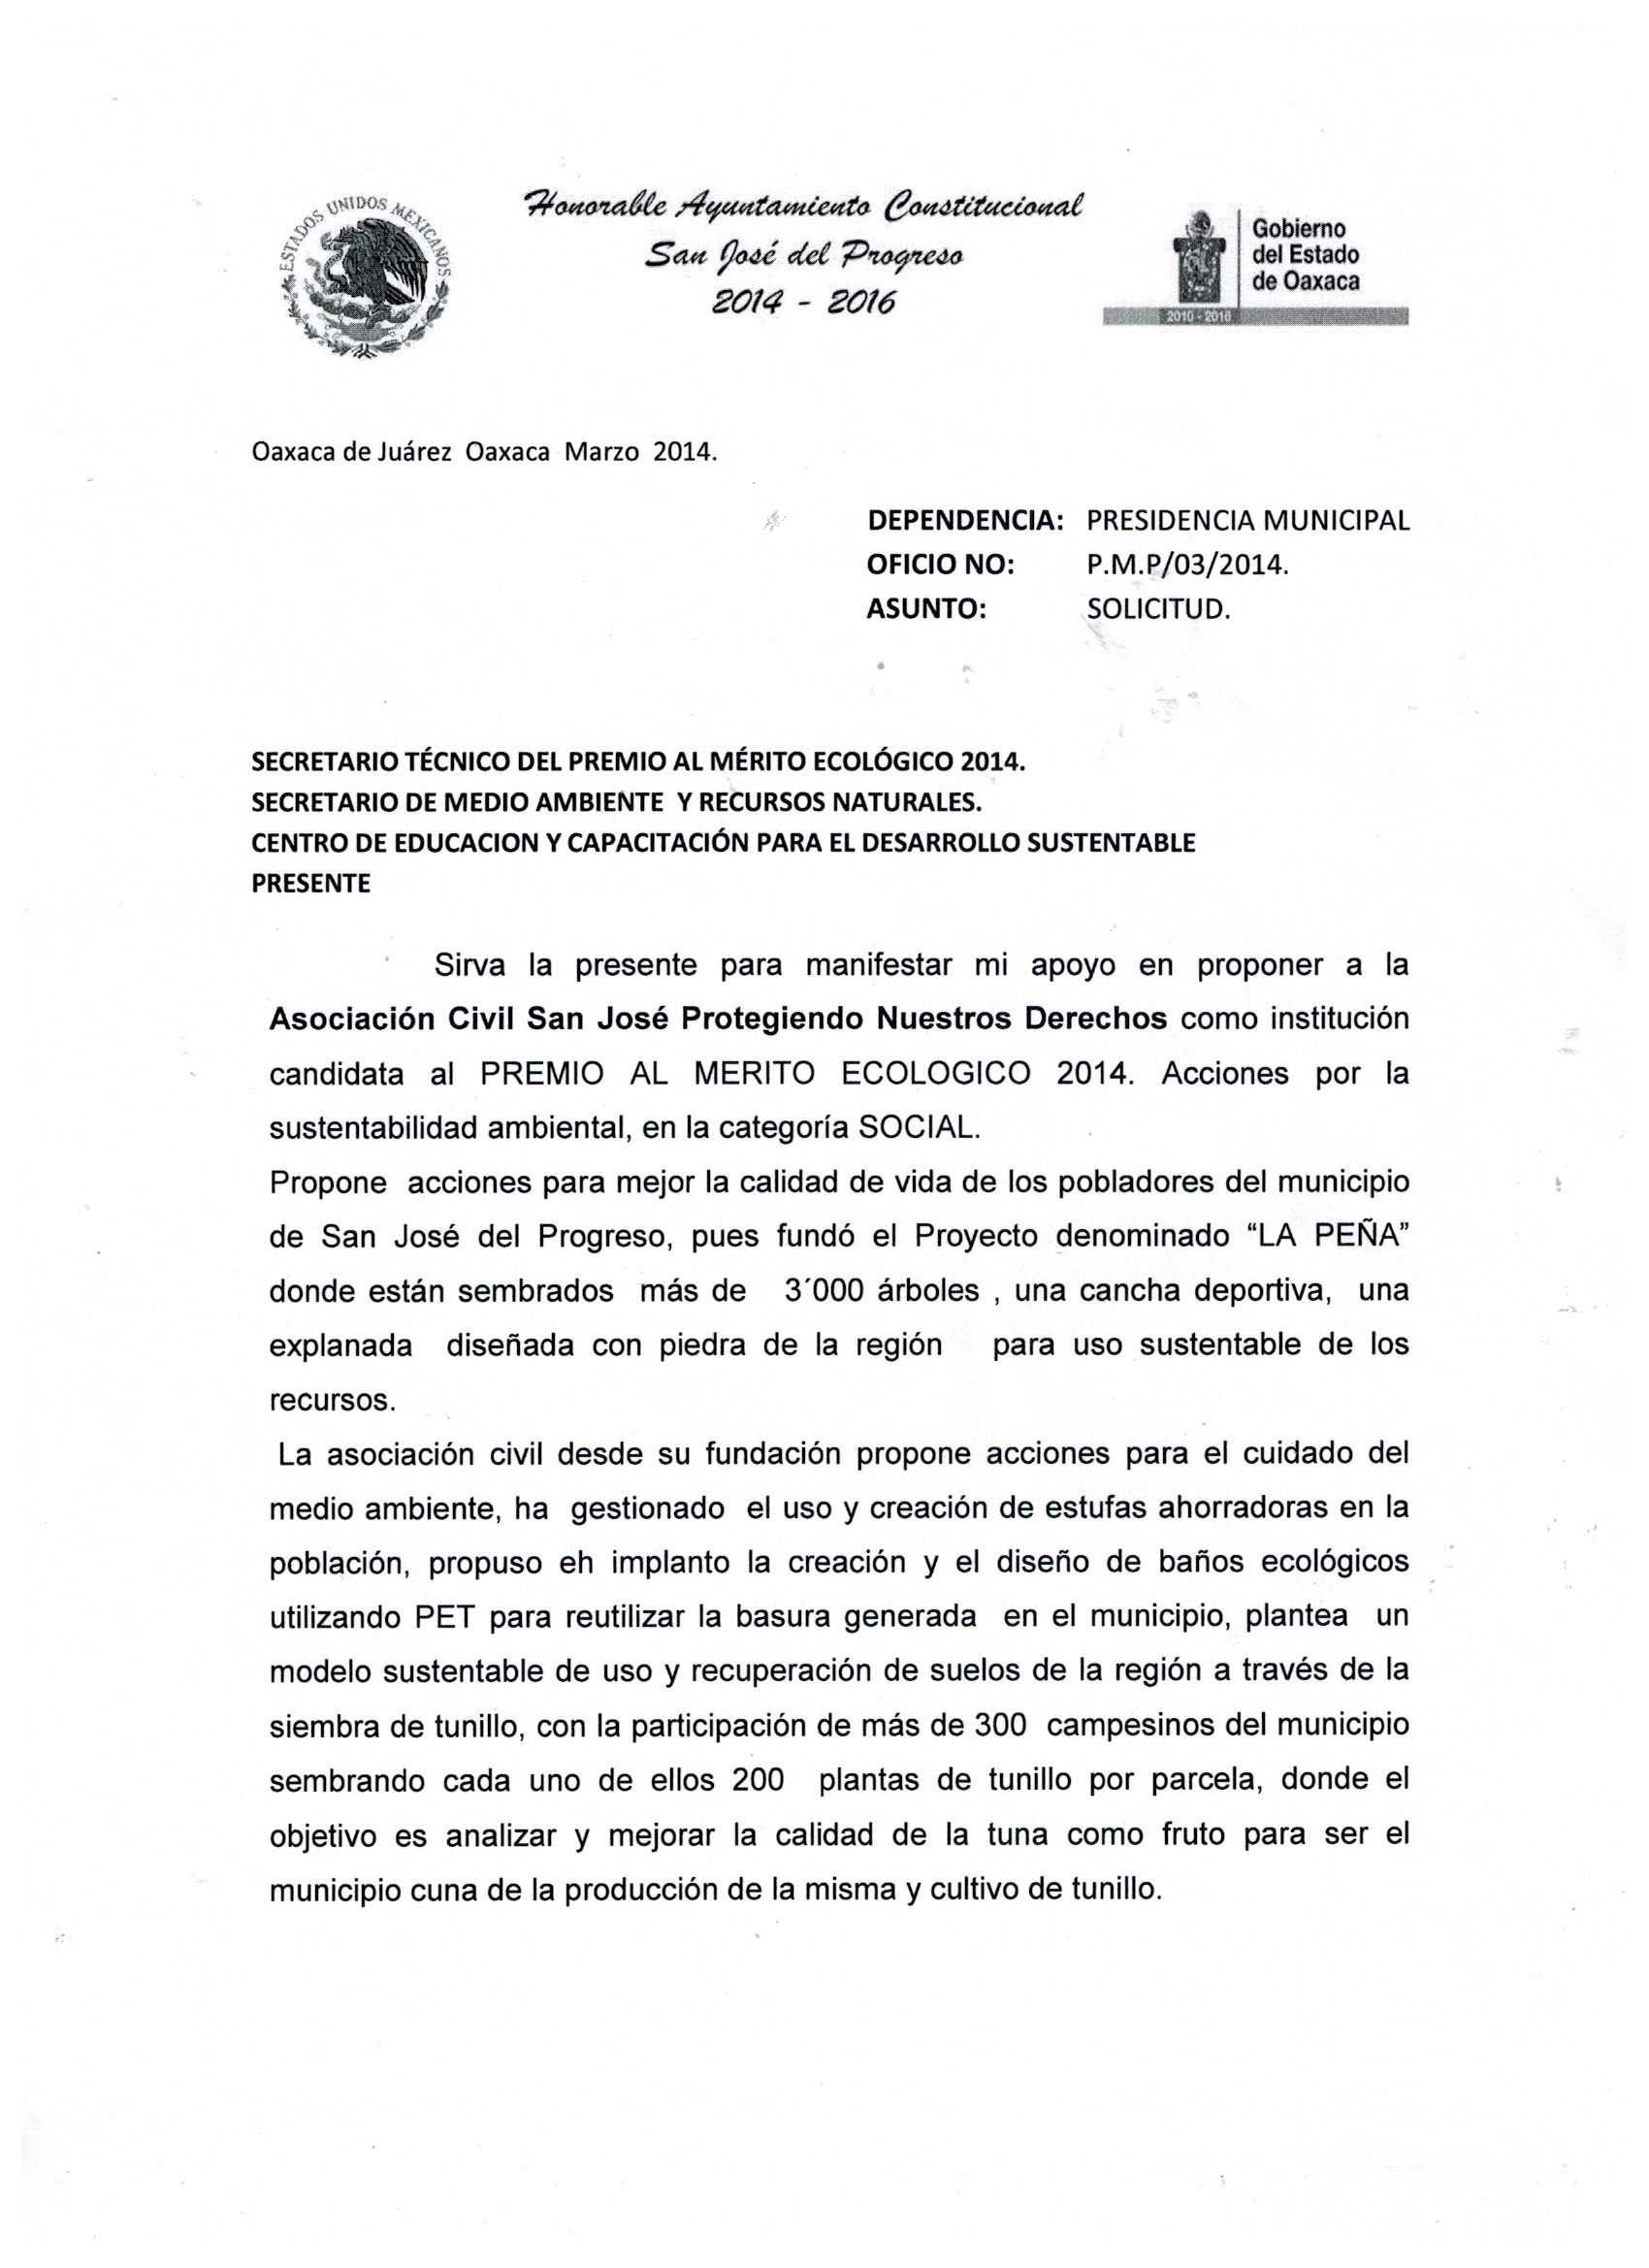 ESTADOS UNIDOS MEXICANOS
Honorable Ayuntamiento Constitucional
San José del Progreso
2014 - 2016
Gobierno
del Estado
de Oaxaca
2010 - 2016
Oaxaca de Juárez Oaxaca Marzo 2014.
DEPENDENCIA: PRESIDENCIA MUNICIPAL
OFICIO NO: P.M.P/03/2014.
ASUNTO: SOLICITUD.
SECRETARIO TÉCNICO DEL PREMIO AL MÉRITO ECOLÓGICO 2014.
SECRETARIO DE MEDIO AMBIENTE Y RECURSOS NATURALES.
CENTRO DE EDUCACION Y CAPACITACIÓN PARA EL DESARROLLO SUSTENTABLE
PRESENTE
Sirva la presente para manifestar mi apoyo en proponer a la
Asociación Civil San José Protegiendo Nuestros Derechos como institución
candidata al PREMIO AL MERITO ECOLOGICO 2014. Acciones por la
sustentabilidad ambiental, en la categoría SOCIAL.
Propone acciones para mejor la calidad de vida de los pobladores del municipio
de San José del Progreso, pues fundó el Proyecto denominado “LA PEÑA”
donde están sembrados más de 3´000 árboles , una cancha deportiva, una
explanada diseñada con piedra de la región para uso sustentable de los
recursos.
La asociación civil desde su fundación propone acciones para el cuidado del
medio ambiente, ha gestionado el uso y creación de estufas ahorradoras en la
población, propuso eh implanto la creación y el diseño de baños ecológicos
utilizando PET para reutilizar la basura generada en el municipio, plantea un
modelo sustentable de uso y recuperación de suelos de la región a través de la
siembra de tunillo, con la participación de más de 300 campesinos del municipio
sembrando cada uno de ellos 200 plantas de tunillo por parcela, donde el
objetivo es analizar y mejorar la calidad de la tuna como fruto para ser el
municipio cuna de la producción de la misma y cultivo de tunillo.